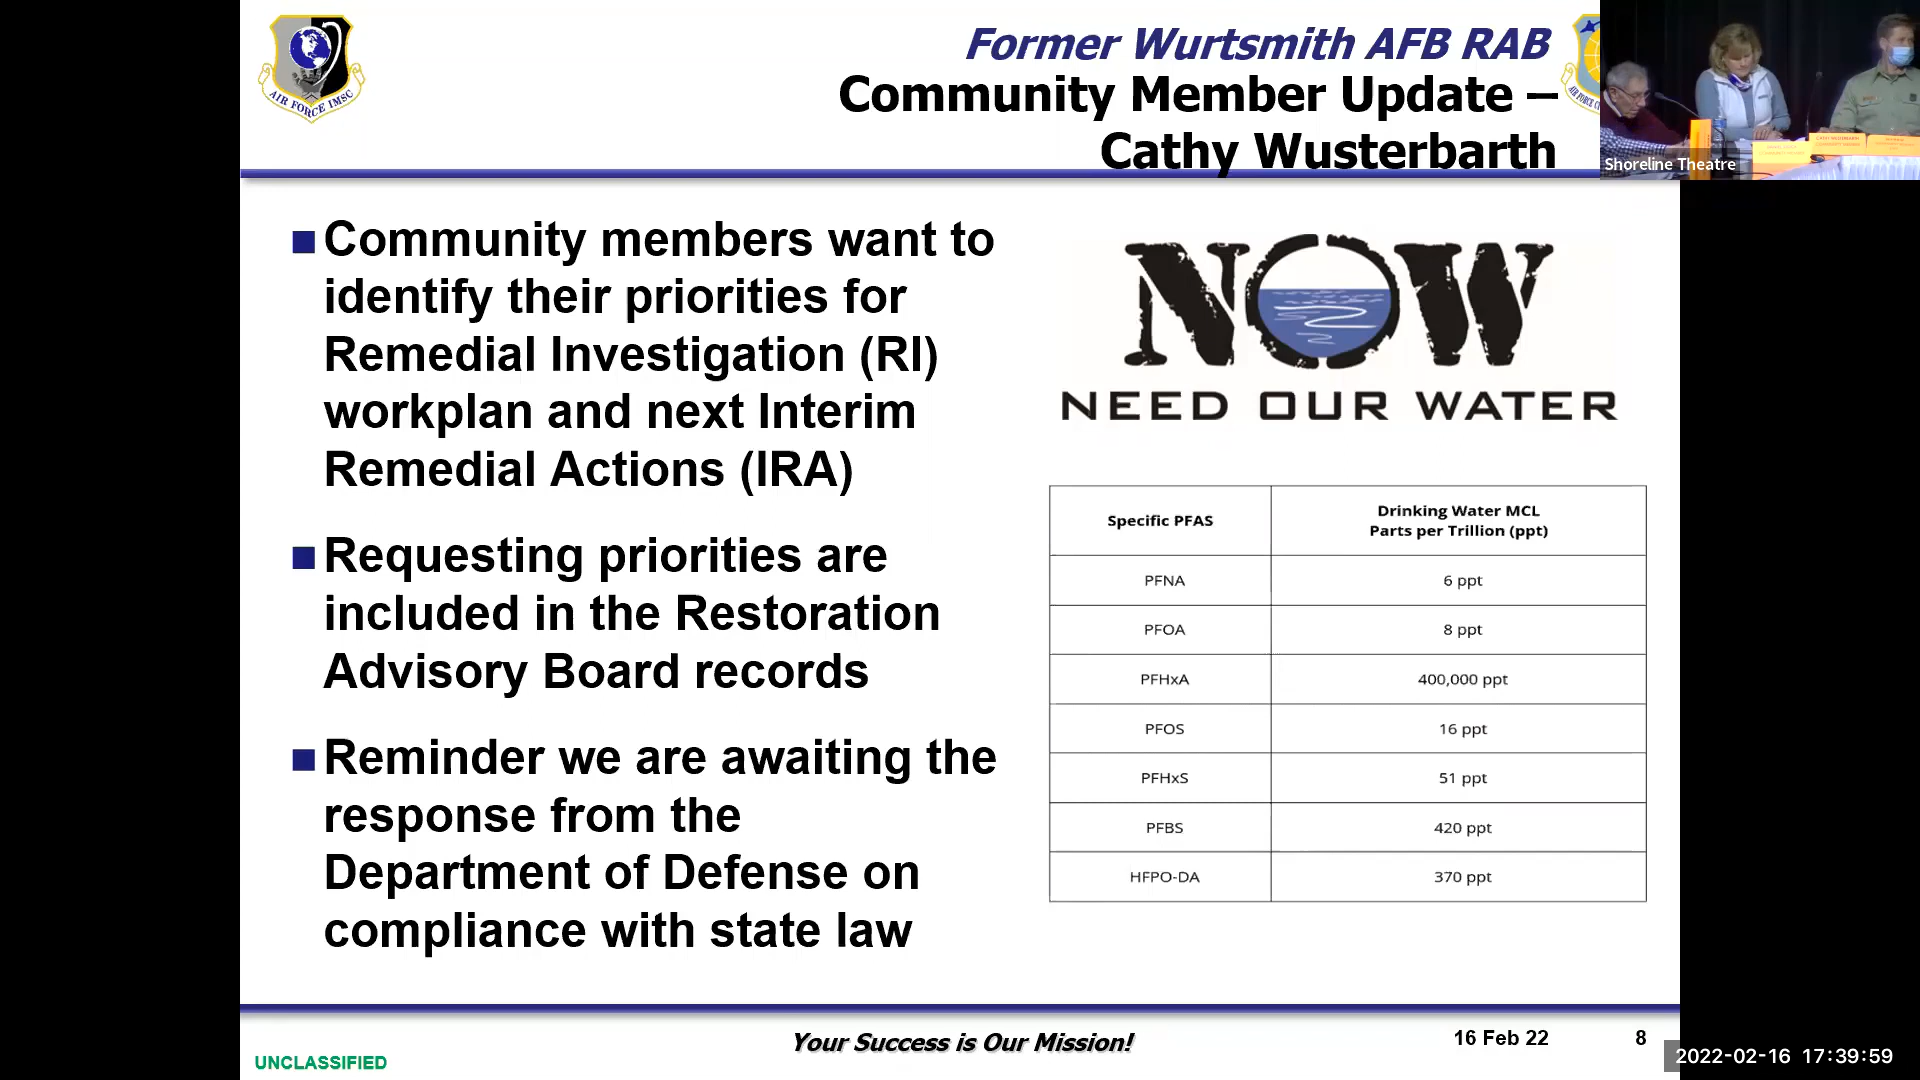 Former Wurtsmith AFB RAB
Community Member Update –
Cathy Wusterbarth
AIR FORCE IMSC
Shoreline Theatre
Community members want to
identify their priorities for
Remedial Investigation (RI)
workplan and next Interim
Remedial Actions (IRA)
Requesting priorities are
included in the Restoration
Advisory Board records
Reminder we are awaiting the
response from the
Department of Defense on
compliance with state law
NOW
NEED OUR WATER
Specific PFAS
Drinking Water MCL
Parts per Trillion (ppt)
PFNA 6 ppt
PFOA 8 ppt
PFHxA 400,000 ppt
PFOS 16 ppt
PFHxS 51 ppt
PFBS 420 ppt
HFPO-DA 370 ppt
Your Success is Our Mission!
16 Feb 22
8
UNCLASSIFIED
2022-02-16 17:39:59